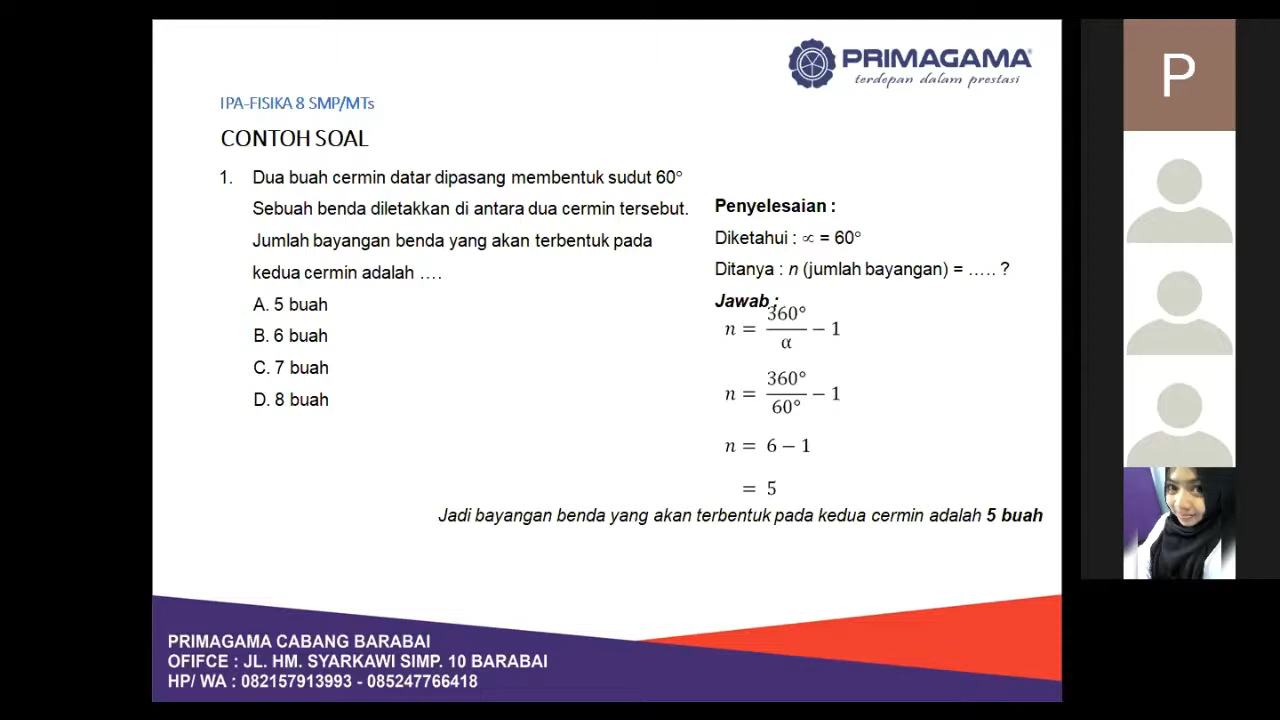 PRIMAGAMA
terdepan dalam prestasi
IPA-FISIKA 8 SMP/MTs
CONTOH SOAL
1. Dua buah cermin datar dipasang membentuk sudut 60°
Sebuah benda diletakkan di antara dua cermin tersebut.
Jumlah bayangan benda yang akan terbentuk pada
kedua cermin adalah ….
A. 5 buah
B. 6 buah
C. 7 buah
D. 8 buah
Penyelesaian :
Diketahui : ∝ = 60°
Ditanya : n (jumlah bayangan) = ….. ?
Jawab :
n = 360°/α − 1
n = 360°/60° − 1
n = 6 − 1
= 5
Jadi bayangan benda yang akan terbentuk pada kedua cermin adalah 5 buah
PRIMAGAMA CABANG BARABAI
OFIFCE : JL. HM. SYARKAWI SIMP. 10 BARABAI
HP/ WA : 082157913993 - 085247766418
P